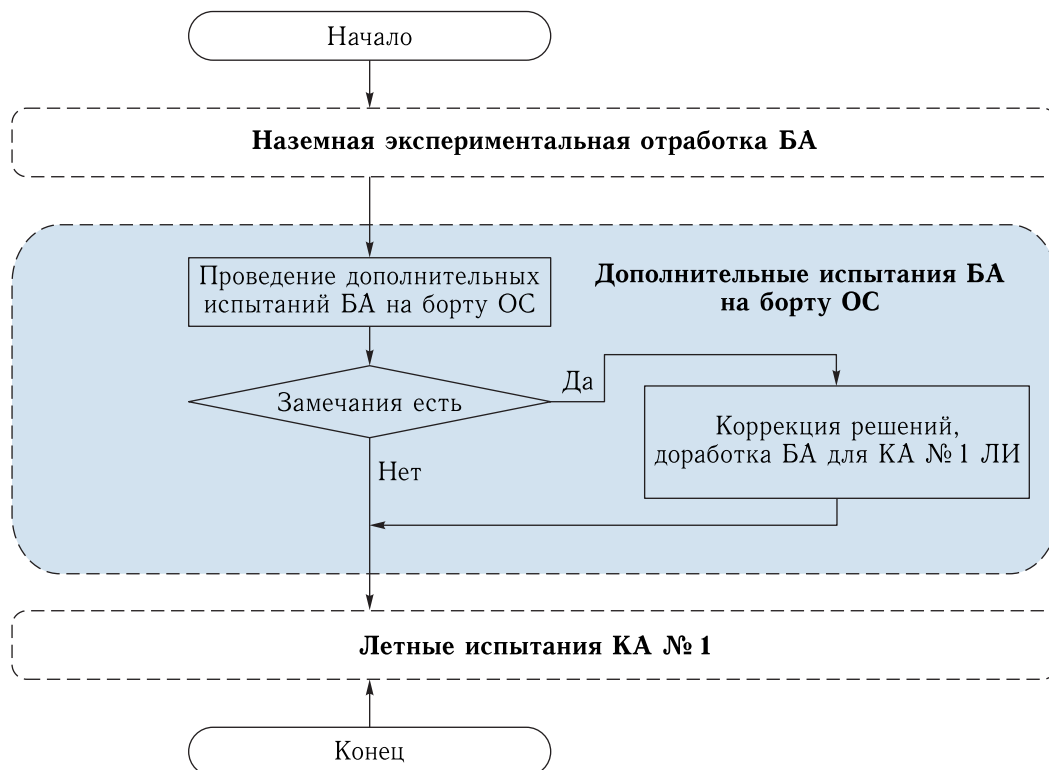 Начало
Наземная экспериментальная отработка БА
Проведение дополнительных
испытаний БА на борту ОС
Дополнительные испытания БА
на борту ОС
Замечания есть
Да
Коррекция решений,
доработка БА для КА № 1 ЛИ
Нет
Летные испытания КА № 1
Конец